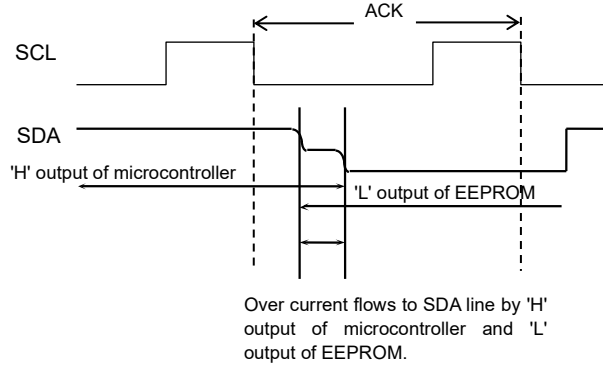 ACK
SCL
SDA
'H' output of microcontroller
'L' output of EEPROM
Over current flows to SDA line by 'H'
output of microcontroller and 'L'
output of EEPROM.